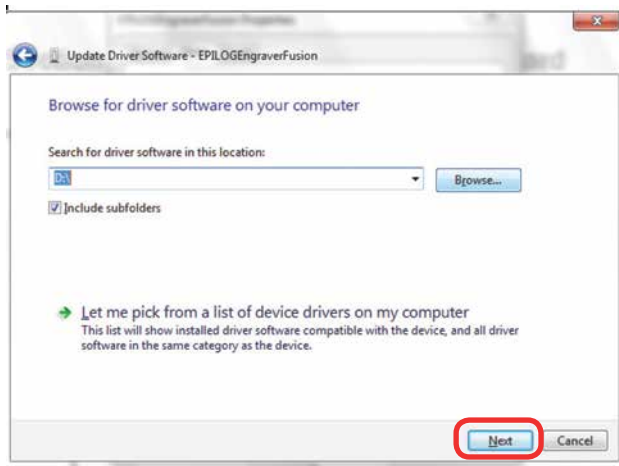 EPILOGEngraverFusion Properties
Update Driver Software - EPILOGEngraverFusion
Browse for driver software on your computer
Search for driver software in this location:
D:\
Browse...
Include subfolders
Let me pick from a list of device drivers on my computer
This list will show installed driver software compatible with the device, and all driver
software in the same category as the device.
Next
Cancel